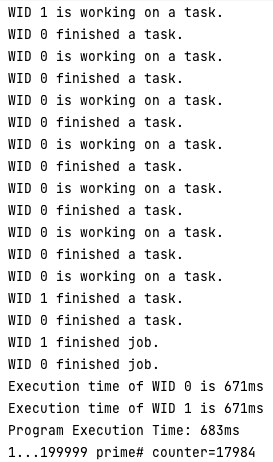 WID 1 is working on a task.
WID 0 finished a task.
WID 0 is working on a task.
WID 0 finished a task.
WID 0 is working on a task.
WID 0 finished a task.
WID 0 is working on a task.
WID 0 finished a task.
WID 0 is working on a task.
WID 0 finished a task.
WID 0 is working on a task.
WID 0 finished a task.
WID 0 is working on a task.
WID 1 finished a task.
WID 0 finished a task.
WID 1 finished job.
WID 0 finished job.
Execution time of WID 0 is 671ms
Execution time of WID 1 is 671ms
Program Execution Time: 683ms
1...199999 prime# counter=17984